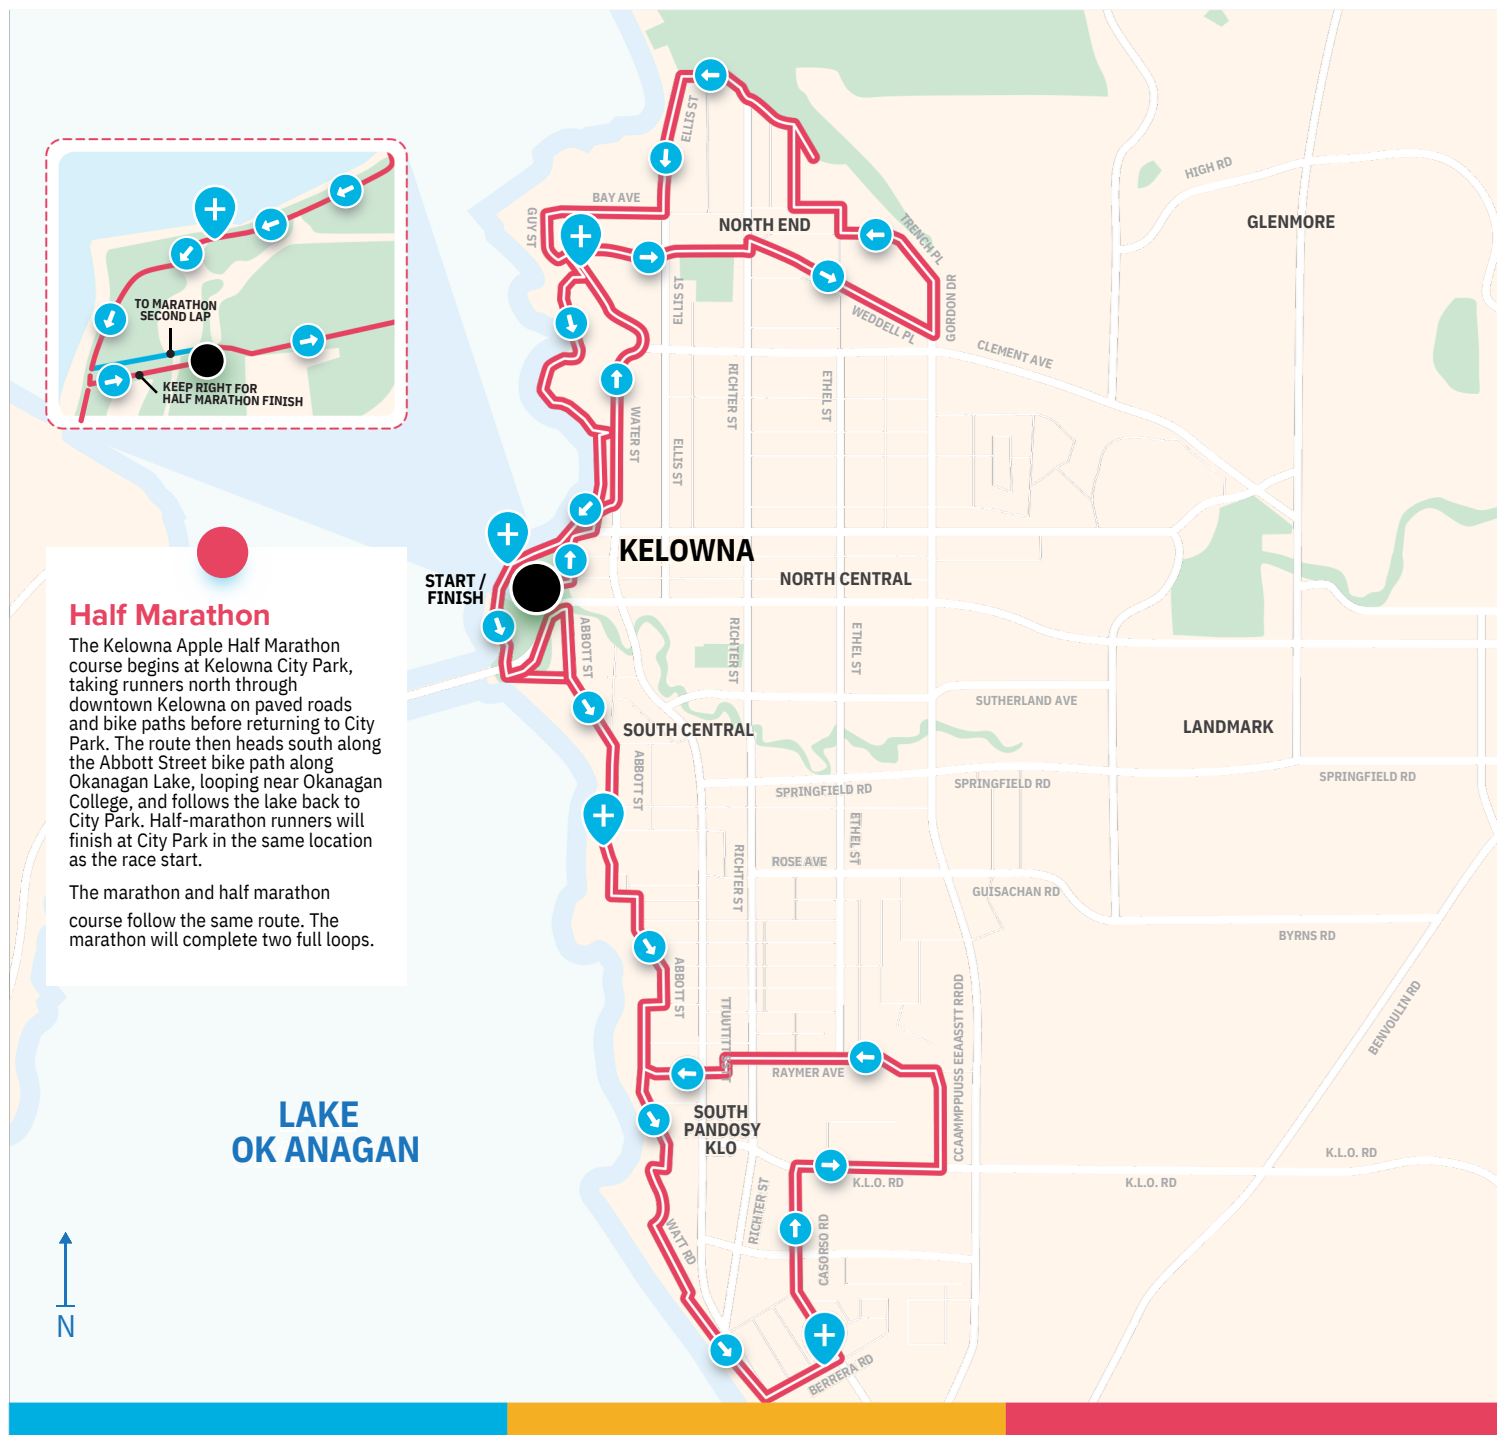 ELLIS ST
BAY AVE
GUY ST
NORTH END
TRENCH PL
HIGH RD
GLENMORE
ELLIS ST
GORDON DR
WEDDELL PL
CLEMENT AVE
TO MARATHON
SECOND LAP
KEEP RIGHT FOR
HALF MARATHON FINISH
RICHTER ST
ETHEL ST
WATER ST
ELLIS ST
KELOWNA
NORTH CENTRAL
START /
FINISH
Half Marathon
The Kelowna Apple Half Marathon
course begins at Kelowna City Park,
taking runners north through
downtown Kelowna on paved roads
and bike paths before returning to City
Park. The route then heads south along
the Abbott Street bike path along
Okanagan Lake, looping near Okanagan
College, and follows the lake back to
City Park. Half-marathon runners will
finish at City Park in the same location
as the race start.
The marathon and half marathon
course follow the same route. The
marathon will complete two full loops.
ABBOTT ST
RICHTER ST
ETHEL ST
SUTHERLAND AVE
SOUTH CENTRAL
LANDMARK
ABBOTT ST
SPRINGFIELD RD
SPRINGFIELD RD
SPRINGFIELD RD
ETHEL ST
ROSE AVE
RICHTER ST
GUISACHAN RD
BYRNS RD
ABBOTT ST
BENVOULIN RD
TTUUTTTTSSTT
CCAAMMPPUUSS EEAASSTT RRDD
RAYMER AVE
LAKE
OK ANAGAN
SOUTH
PANDOSY
KLO
K.L.O. RD
K.L.O. RD
K.L.O. RD
RICHTER ST
WATT RD
CASORSO RD
BERRERA RD
N